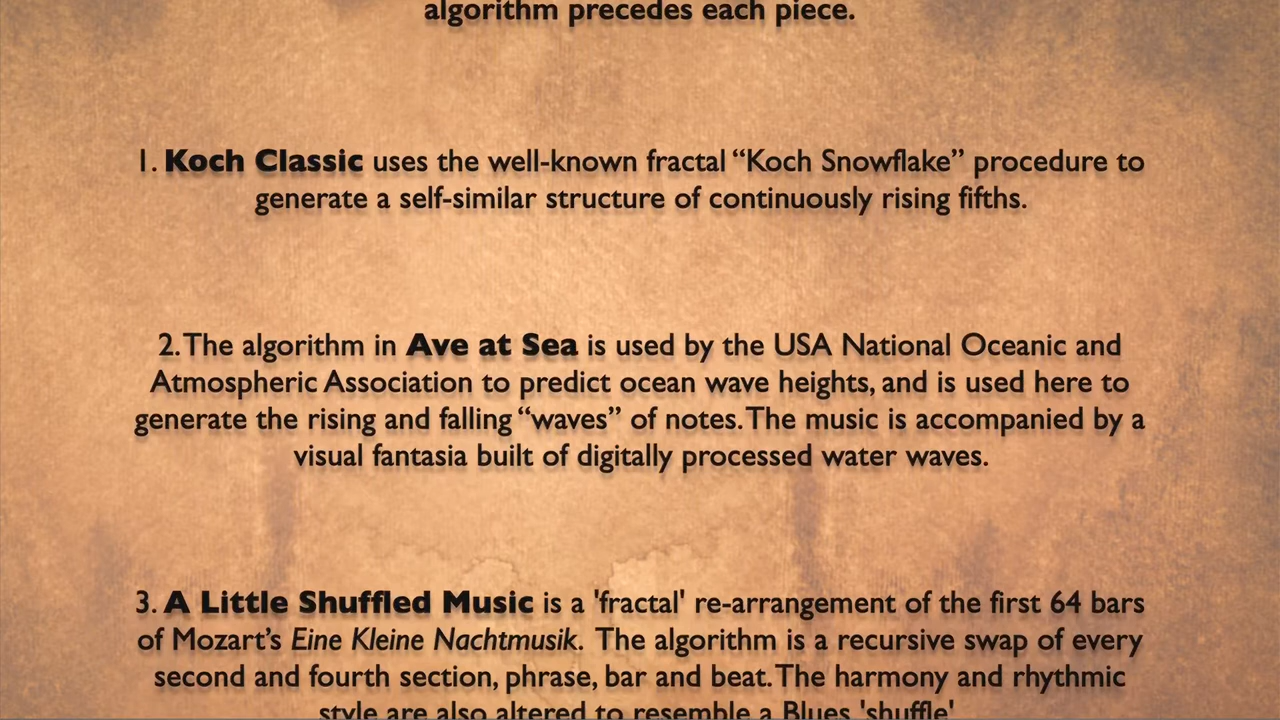 algorithm precedes each piece.
1. Koch Classic uses the well-known fractal “Koch Snowflake” procedure to
generate a self-similar structure of continuously rising fifths.
2. The algorithm in Ave at Sea is used by the USA National Oceanic and
Atmospheric Association to predict ocean wave heights, and is used here to
generate the rising and falling “waves” of notes. The music is accompanied by a
visual fantasia built of digitally processed water waves.
3. A Little Shuffled Music is a 'fractal' re-arrangement of the first 64 bars
of Mozart’s Eine Kleine Nachtmusik. The algorithm is a recursive swap of every
second and fourth section, phrase, bar and beat. The harmony and rhythmic
style are also altered to resemble a Blues 'shuffle'